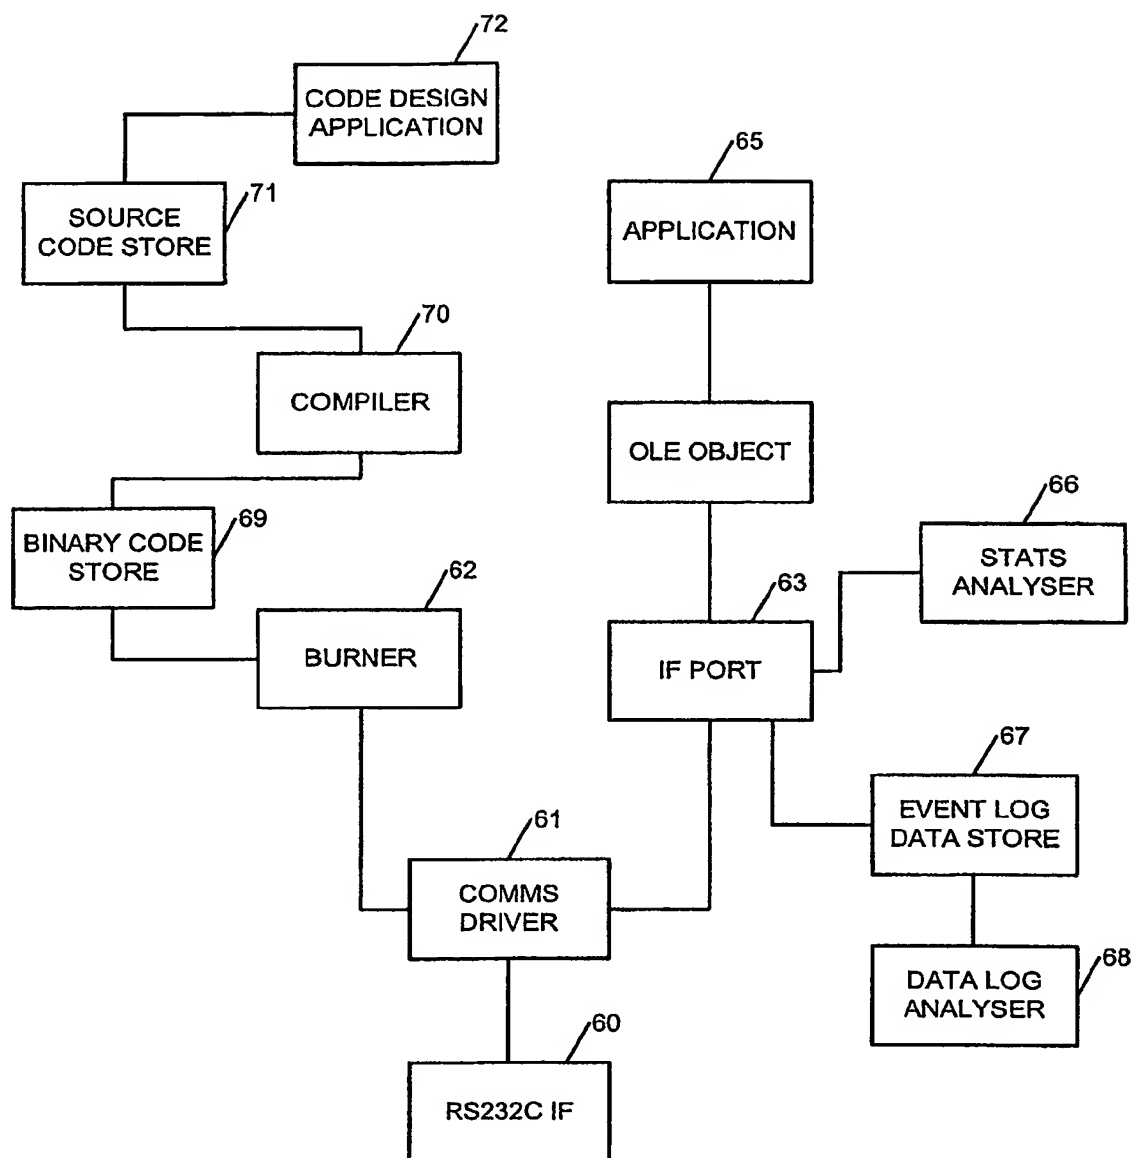 72
CODE DESIGN
APPLICATION
65
71
SOURCE
CODE STORE
APPLICATION
70
COMPILER
OLE OBJECT
66
69
BINARY CODE
STORE
STATS
ANALYSER
62
63
BURNER
IF PORT
67
EVENT LOG
DATA STORE
61
COMMS
DRIVER
68
DATA LOG
ANALYSER
60
RS232C IF